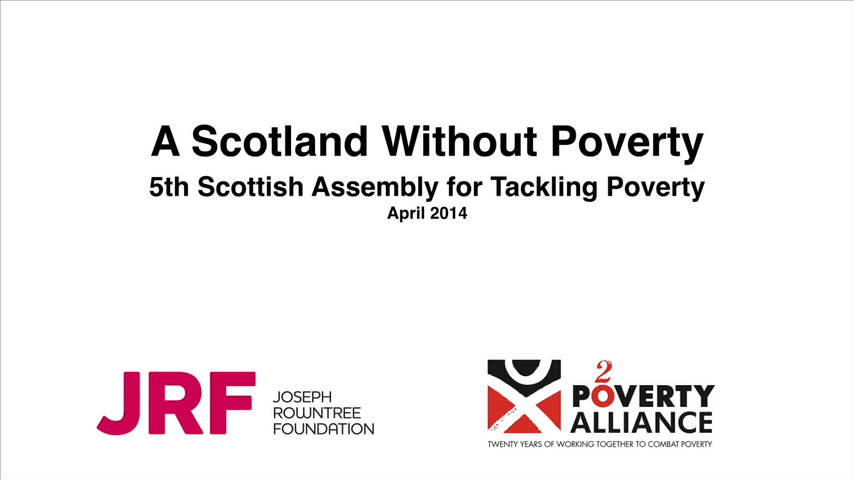 A Scotland Without Poverty
5th Scottish Assembly for Tackling Poverty
April 2014
JRF
JOSEPH
ROWNTREE
FOUNDATION
2
POVERTY
ALLIANCE
TWENTY YEARS OF WORKING TOGETHER TO COMBAT POVERTY